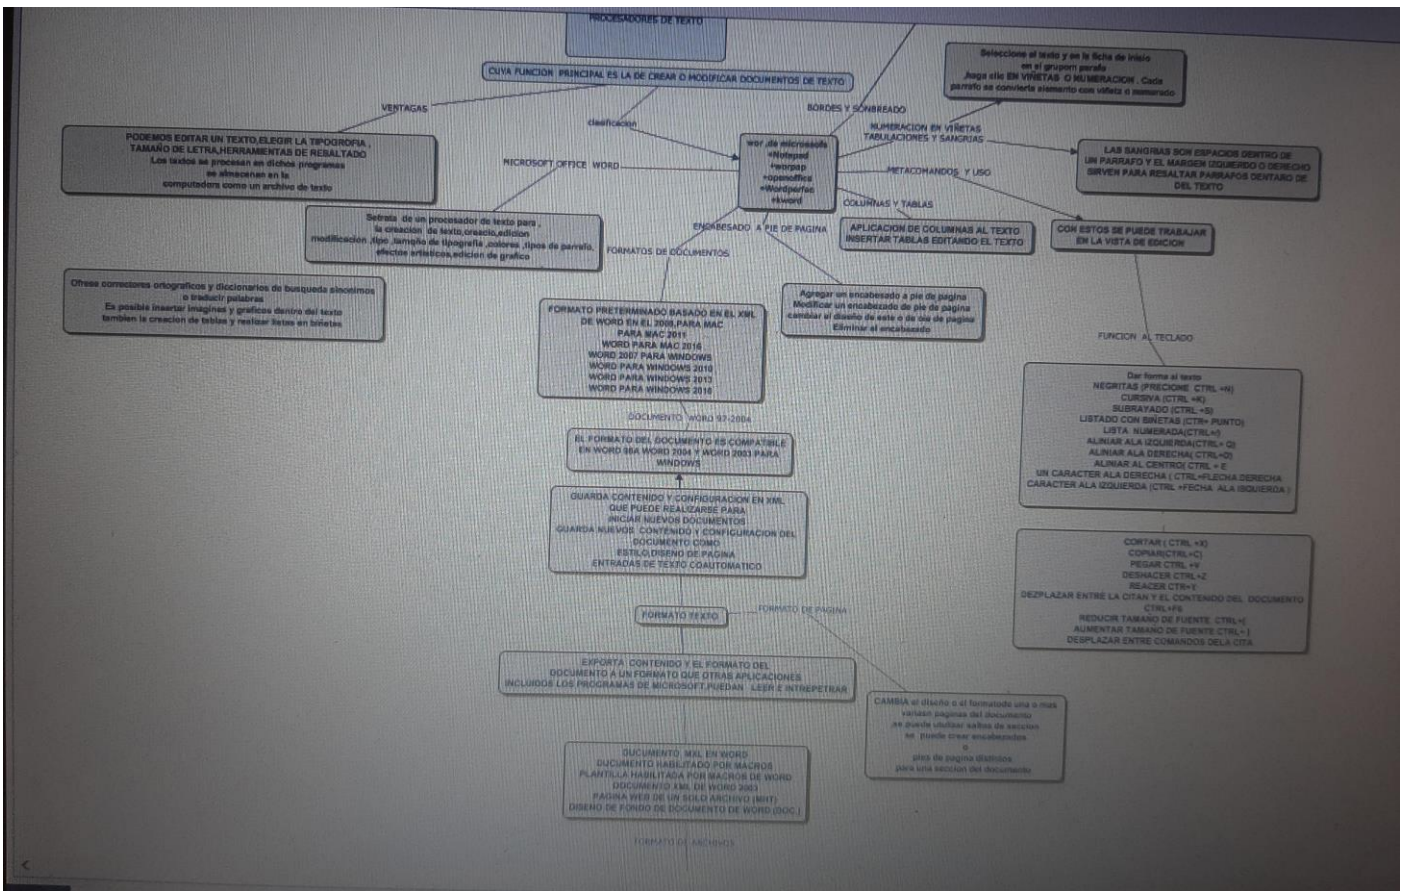 PROCESADORES DE TEXTO
CUYA FUNCION PRINCIPAL ES LA DE CREAR O MODIFICAR DOCUMENTOS DE TEXTO
VENTAGAS
clasificacion
PODEMOS EDITAR UN TEXTO,ELEGIR LA TIPOGROFIA ,
TAMAÑO DE LETRA,HERRAMIENTAS DE RESALTADO
Los textos se procesan en dichos programas
se almacenan en la
computadora como un archivo de texto
MICROSOFT OFFICE WORD
Setrata de un procesador de texto para ,
la creacion de texto,creacio,edicion
modificacion ,tipo ,tamqño de tipografia ,colores ,tipos de parrafo,
efectos artisticos,edicion de grafico
Ofrese correctores ortograficos y diccionarios de busqueda sinonimos
o traducir palabras
Es posible insertar imagines y graficos dentro del texto
tambien la creacion de tablas y realizar listas en biñetas
wor ,de microssofs
+Notepad
+worpap
+openoffice
+Wordperfec
+kword
BORDES Y SONBREADO
Seleccione el texto y en la ficha de inisio
en el grupom parafa
,haga clic EN VIÑETAS O NUMERACION . Cada
parrafo se convierte elemento con viñeta o numerado
NUMERACION EN VIÑETAS
TABULACIONES Y SANGRIAS
LAS SANGRIAS SON ESPACIOS DENTRO DE
UN PARRAFO Y EL MARGEN IZQUIERDO O DERECHO
SIRVEN PARA RESALTAR PARRAFOS DENTARO DE
DEL TEXTO
METACOMANDOS Y USO
CON ESTOS SE PUEDE TRABAJAR
EN LA VISTA DE EDICION
COLUMNAS Y TABLAS
APLICACION DE COLUMNAS AL TEXTO
INSERTAR TABLAS EDITANDO EL TEXTO
ENCABESADO A PIE DE PAGINA
Agregar un encabesado a pie de pagina
Modificar un encabezado de pie de pagina
cambiar el diseño de este o de oie de pagina
Eliminar el encabasado
FORMATOS DE DOCUMENTOS
FORMATO PRETERMINADO BASADO EN EL XML
DE WORD EN EL 2008,PARA MAC
PARA MAC 2011
WORD PARA MAC 2016
WORD 2007 PARA WINDOWS
WORD PARA WINDOWS 2010
WORD PARA WINDOWS 2013
WORD PARA WINDOWS 2016
DOCUMENTO WORD 97-2004
EL FORMATO DEL DOCUMENTO ES COMPATIBLE
EN WORD 98A WORD 2004 Y WORD 2003 PARA
WINDOWS
GUARDA CONTENIDO Y CONFIGURACION EN XML
QUE PUEDE REALIZARSE PARA
INICIAR NUEVOS DOCUMENTOS
GUARDA NUEVOS CONTENIDO Y CONFIGURACION DEL
DOCUMENTO COMO
ESTILO,DISENO DE PAGINA
ENTRADAS DE TEXTO COAUTOMATICO
FORMATO TEXTO
FORMATO DE PAGINA
EXPORTA CONTENIDO Y EL FORMATO DEL
DOCUMENTO A UN FORMATO QUE OTRAS APLICACIONES
INCLUIDOS LOS PROGRAMAS DE MICROSOFT,PUEDAN LEER E INTREPETRAR
CAMBIA el diseño o el formatode una o mas
variasn paginas del documento
,se puede utulizar saltos de seccion
se puede crear encabezados
o
pies de pagina distintos
para una seccion del documento
DUCUMENTO MXL EN WORD
DUCUMENTO HABILITADO POR MACROS
PLANTILLA HABILITADA POR MACROS DE WORD
DOCUMENTO XML DE WORD 2003
PAGINA WEB DE UN SOLO ARCHIVO (MHT)
DISENO DE FONDO DE DOCUMENTO DE WORD (DOC )
FORMATO DE ARCHIVOS
FUNCION AL TECLADO
Dar forma al texto
NEGRITAS (PRECIONE CTRL +N)
CURSIVA (CTRL +K)
SUBRAYADO (CTRL +S)
LISTADO CON BIÑETAS (CTR+ PUNTO)
LISTA NUMERADA(CTRL+/)
ALINIAR ALA IZQUIERDA(CTRL+ Q)
ALINIAR ALA DERECHA( CTRL+D)
ALINIAR AL CENTRO( CTRL + E
UN CARACTER ALA DERECHA ( CTRL+FLECHA DERECHA
CARACTER ALA IZQUIERDA (CTRL +FECHA ALA ISQUIERDA )
CORTAR ( CTRL +X)
COPIAR(CTRL+C)
PEGAR CTRL +V
DESHACER CTRL+Z
REACER CTR+Y
DEZPLAZAR ENTRE LA CITAN Y EL CONTENIDO DEL DOCUMENTO
CTRL+F6
REDUCIR TAMAÑO DE FUENTE CTRL+[
AUMENTAR TAMAÑO DE FUENTE CTRL+ ]
DESPLAZAR ENTRE COMANDOS DELA CITA